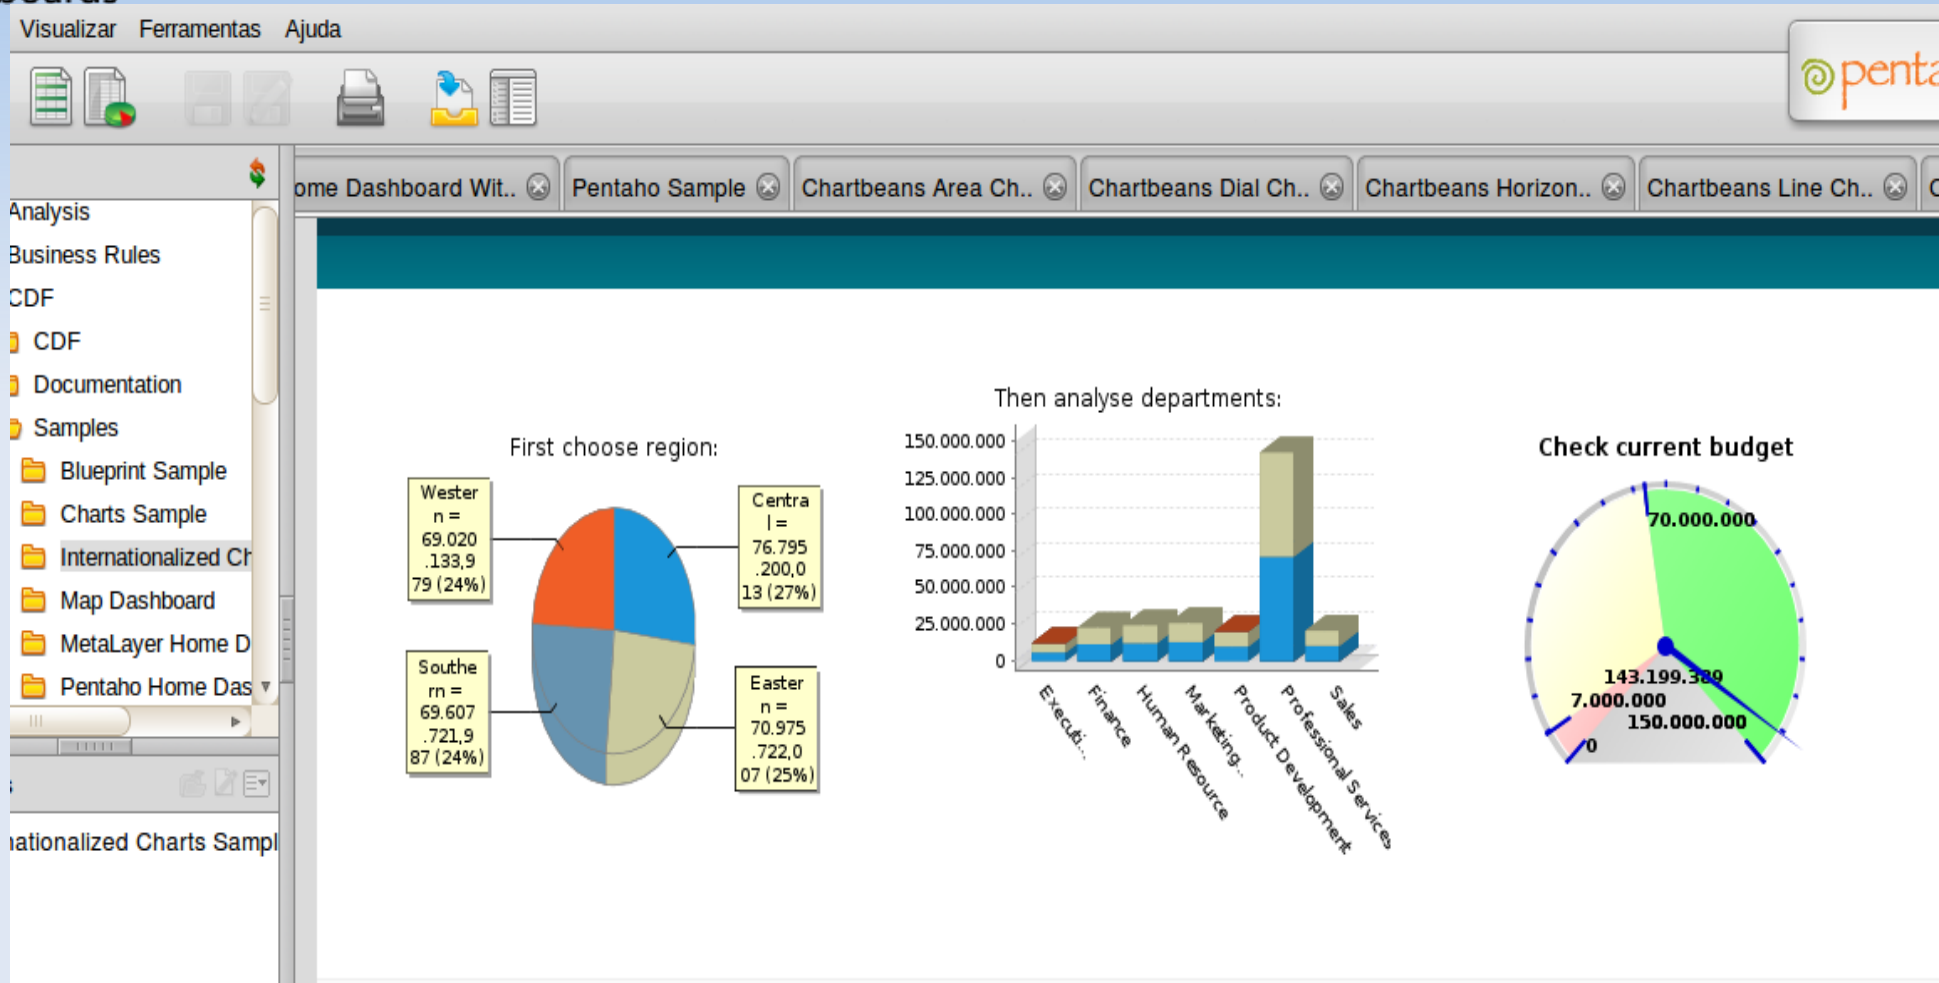 Visualizar Ferramentas Ajuda
penta
ome Dashboard Wit.. Pentaho Sample Chartbeans Area Ch.. Chartbeans Dial Ch.. Chartbeans Horizon.. Chartbeans Line Ch..
Analysis
Business Rules
CDF
CDF
Documentation
Samples
Blueprint Sample
Charts Sample
Internationalized Ch
Map Dashboard
MetaLayer Home D
Pentaho Home Das
nationalized Charts Sampl
First choose region:
Wester
n =
69.020
.133,9
79 (24%)
Centra
l =
76.795
.200,0
13 (27%)
Southe
rn =
69.607
.721,9
87 (24%)
Easter
n =
70.975
.722,0
07 (25%)
Then analyse departments:
150.000.000
125.000.000
100.000.000
75.000.000
50.000.000
25.000.000
0
Executi...
Finance
Human Resource
Marketing...
Product Development
Professional Services
Sales
Check current budget
70.000.000
143.199.389
7.000.000
150.000.000
0